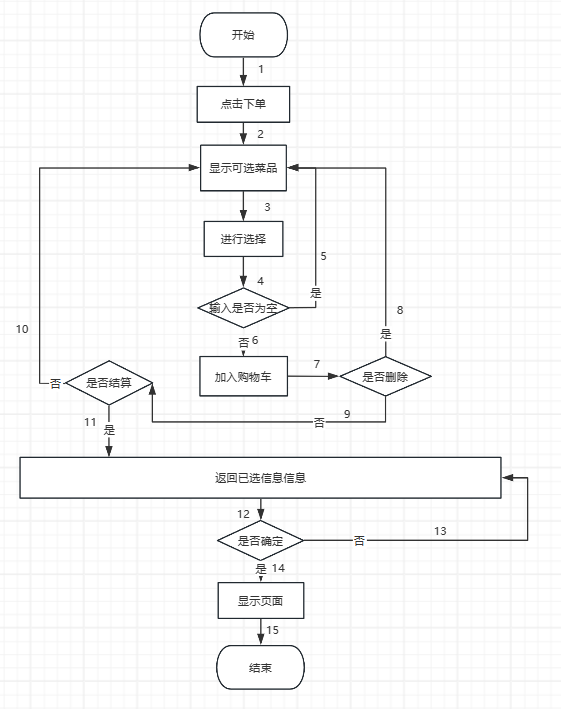 开始
1
点击下单
2
显示可选菜品
3
进行选择
4
5
输入是否为空
是
8
10
否 6
是
加入购物车
7
是否删除
是否结算
否
9
否
11
是
返回已选信息信息
12
是否确定
否
13
是 14
显示页面
15
结束